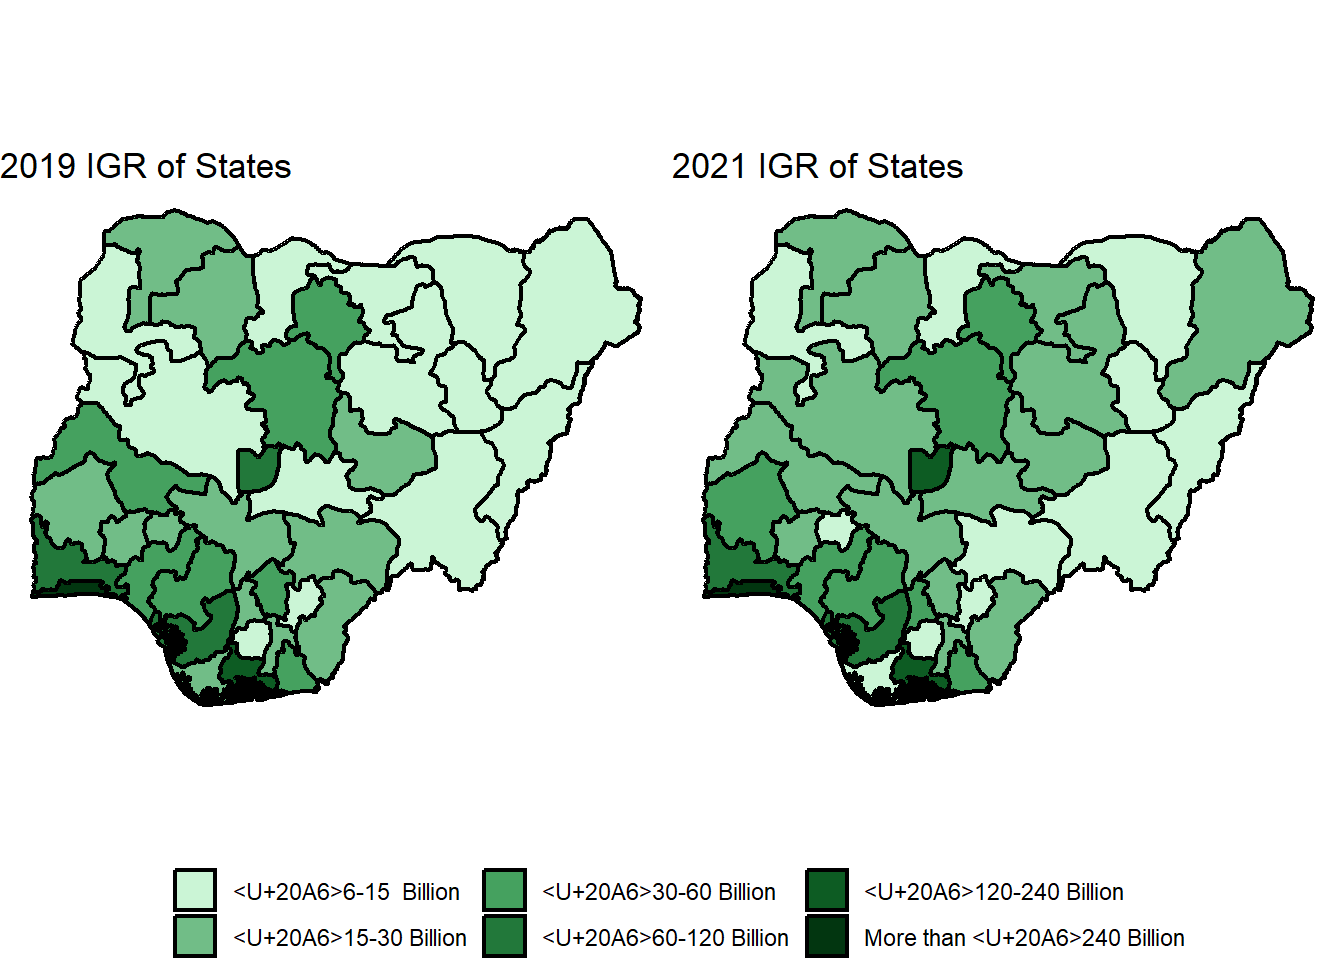 2019 IGR of States
2021 IGR of States
<U+20A6>6-15  Billion
<U+20A6>30-60 Billion
<U+20A6>120-240 Billion
<U+20A6>15-30 Billion
<U+20A6>60-120 Billion
More than <U+20A6>240 Billion